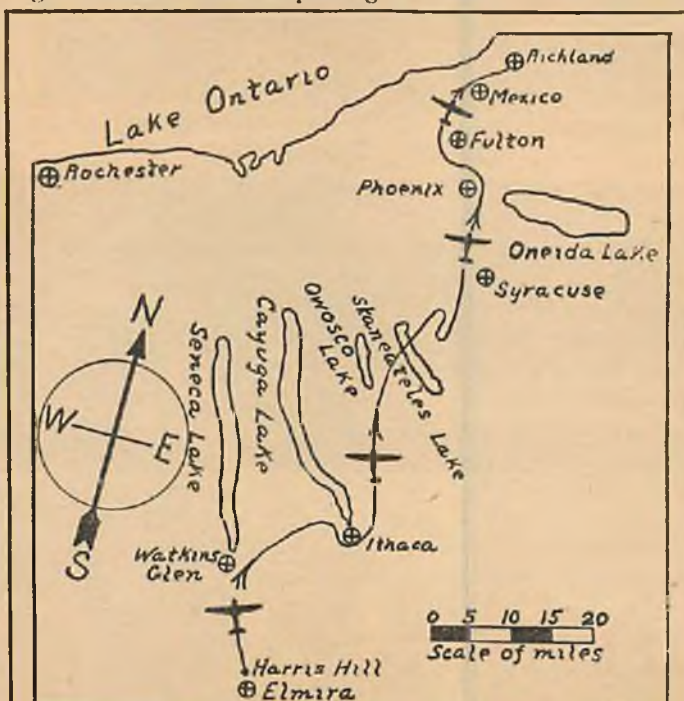 Lake Ontario
Richland
Mexico
Fulton
Rochester
Phoenix
Oneida Lake
Syracuse
N
W
E
S
Seneca Lake
Cayuga Lake
Owosco
Lake
Skaneateles Lake
Ithaca
Watkins
Glen
0 5 10 15 20
Scale of miles
Harris Hill
Elmira